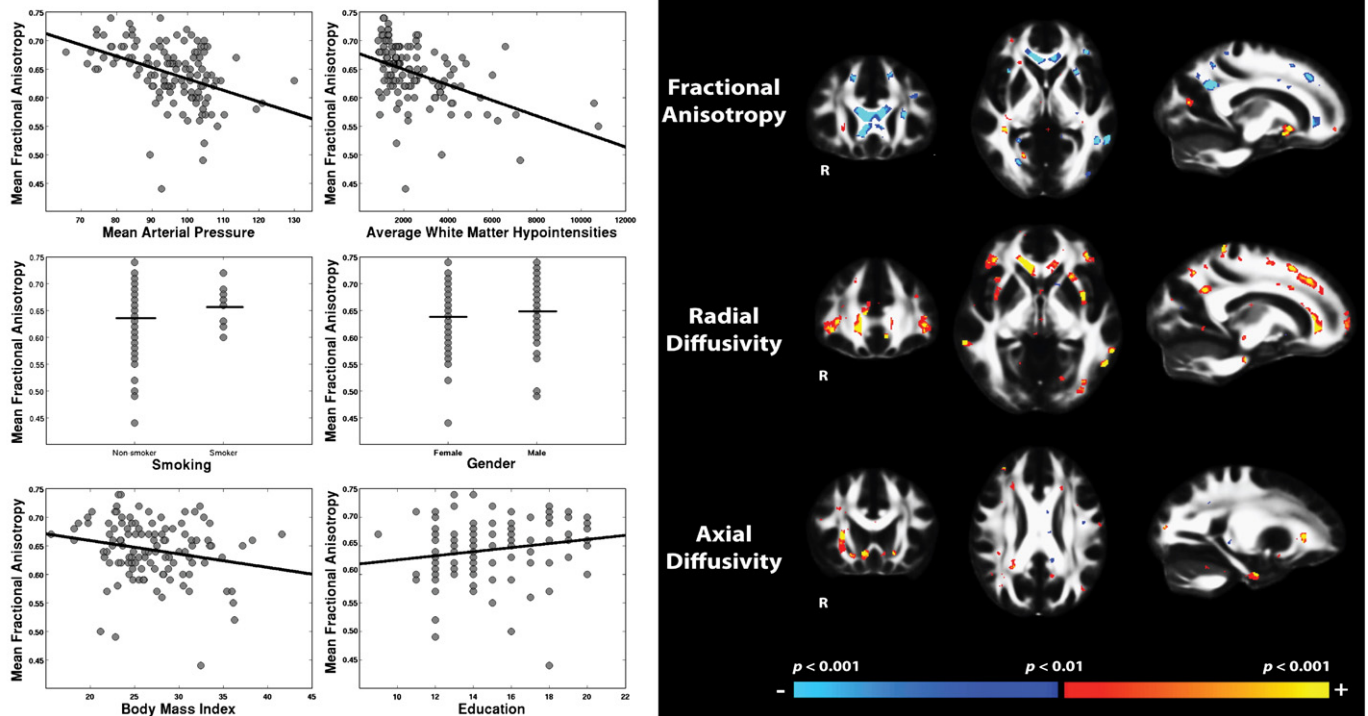 Mean Fractional Anisotropy
0.75
0.70
0.65
0.60
0.55
0.50
0.45
70 80 90 100 110 120 130
Mean Arterial Pressure
Mean Fractional Anisotropy
0.75
0.70
0.65
0.60
0.55
0.50
0.45
2000 4000 6000 8000 10000 12000
Average White Matter Hypointensities
Mean Fractional Anisotropy
0.75
0.70
0.65
0.60
0.55
0.50
0.45
Non smoker Smoker
Smoking
Mean Fractional Anisotropy
0.75
0.70
0.65
0.60
0.55
0.50
0.45
Female Male
Gender
Mean Fractional Anisotropy
0.75
0.70
0.65
0.60
0.55
0.50
0.45
20 25 30 35 40 45
Body Mass Index
Mean Fractional Anisotropy
0.75
0.70
0.65
0.60
0.55
0.50
0.45
10 12 14 16 18 20 22
Education
Fractional
Anisotropy
R
Radial
Diffusivity
R
Axial
Diffusivity
R
p < 0.001 p < 0.01 p < 0.001
- +